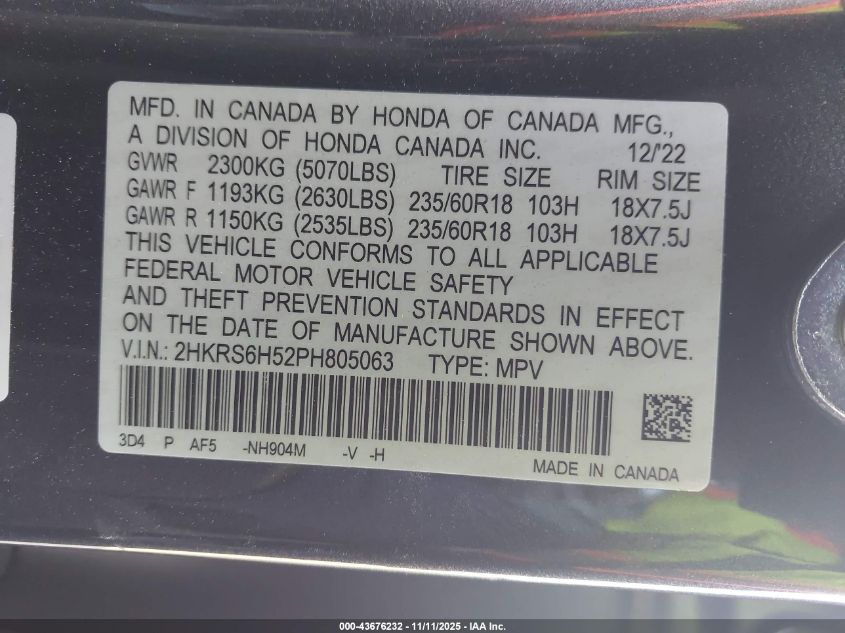 MFD. IN CANADA BY HONDA OF CANADA MFG.,
A DIVISION OF HONDA CANADA INC. 12/'22
GVWR 2300KG (5070LBS) TIRE SIZE RIM SIZE
GAWR F 1193KG (2630LBS) 235/60R18 103H 18X7.5J
GAWR R 1150KG (2535LBS) 235/60R18 103H 18X7.5J
THIS VEHICLE CONFORMS TO ALL APPLICABLE
FEDERAL MOTOR VEHICLE SAFETY
AND THEFT PREVENTION STANDARDS IN EFFECT
ON THE DATE OF MANUFACTURE SHOWN ABOVE.
V.I.N.: 2HKRS6H52PH805063 TYPE: MPV
3D4 P AF5 -NH904M -V -H
MADE IN CANADA
000-43676232 - 11/11/2025 - IAA Inc.